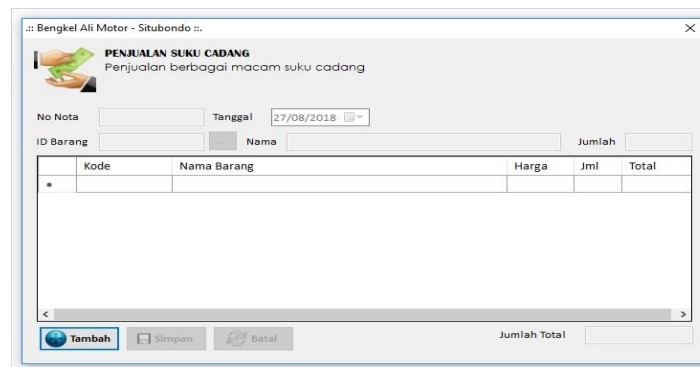 .:: Bengkel Ali Motor - Situbondo ::.
PENJUALAN SUKU CADANG
Penjualan berbagai macam suku cadang
No Nota Tanggal 27/08/2018
ID Barang ... Nama Jumlah
Kode Nama Barang Harga Jml Total
Tambah Simpan Batal Jumlah Total